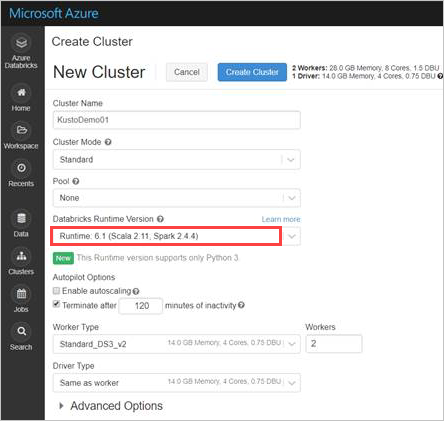 Microsoft Azure
Azure
Databricks
Home
Workspace
Recents
Data
Clusters
Jobs
Search
Create Cluster
New Cluster
Cancel
Create Cluster
2 Workers: 28.0 GB Memory, 8 Cores, 1.5 DBU
1 Driver: 14.0 GB Memory, 4 Cores, 0.75 DBU ?
Cluster Name
KustoDemo01
Cluster Mode ?
Standard
Pool ?
None
Databricks Runtime Version ? Learn more
Runtime: 6.1 (Scala 2.11, Spark 2.4.4)
New This Runtime version supports only Python 3
Autopilot Options
Enable autoscaling ?
Terminate after 120 minutes of inactivity ?
Worker Type Workers
Standard_DS3_v2 14.0 GB Memory, 4 Cores, 0.75 DBU 2
Driver Type
Same as worker 14.0 GB Memory, 4 Cores, 0.75 DBU ?
Advanced Options